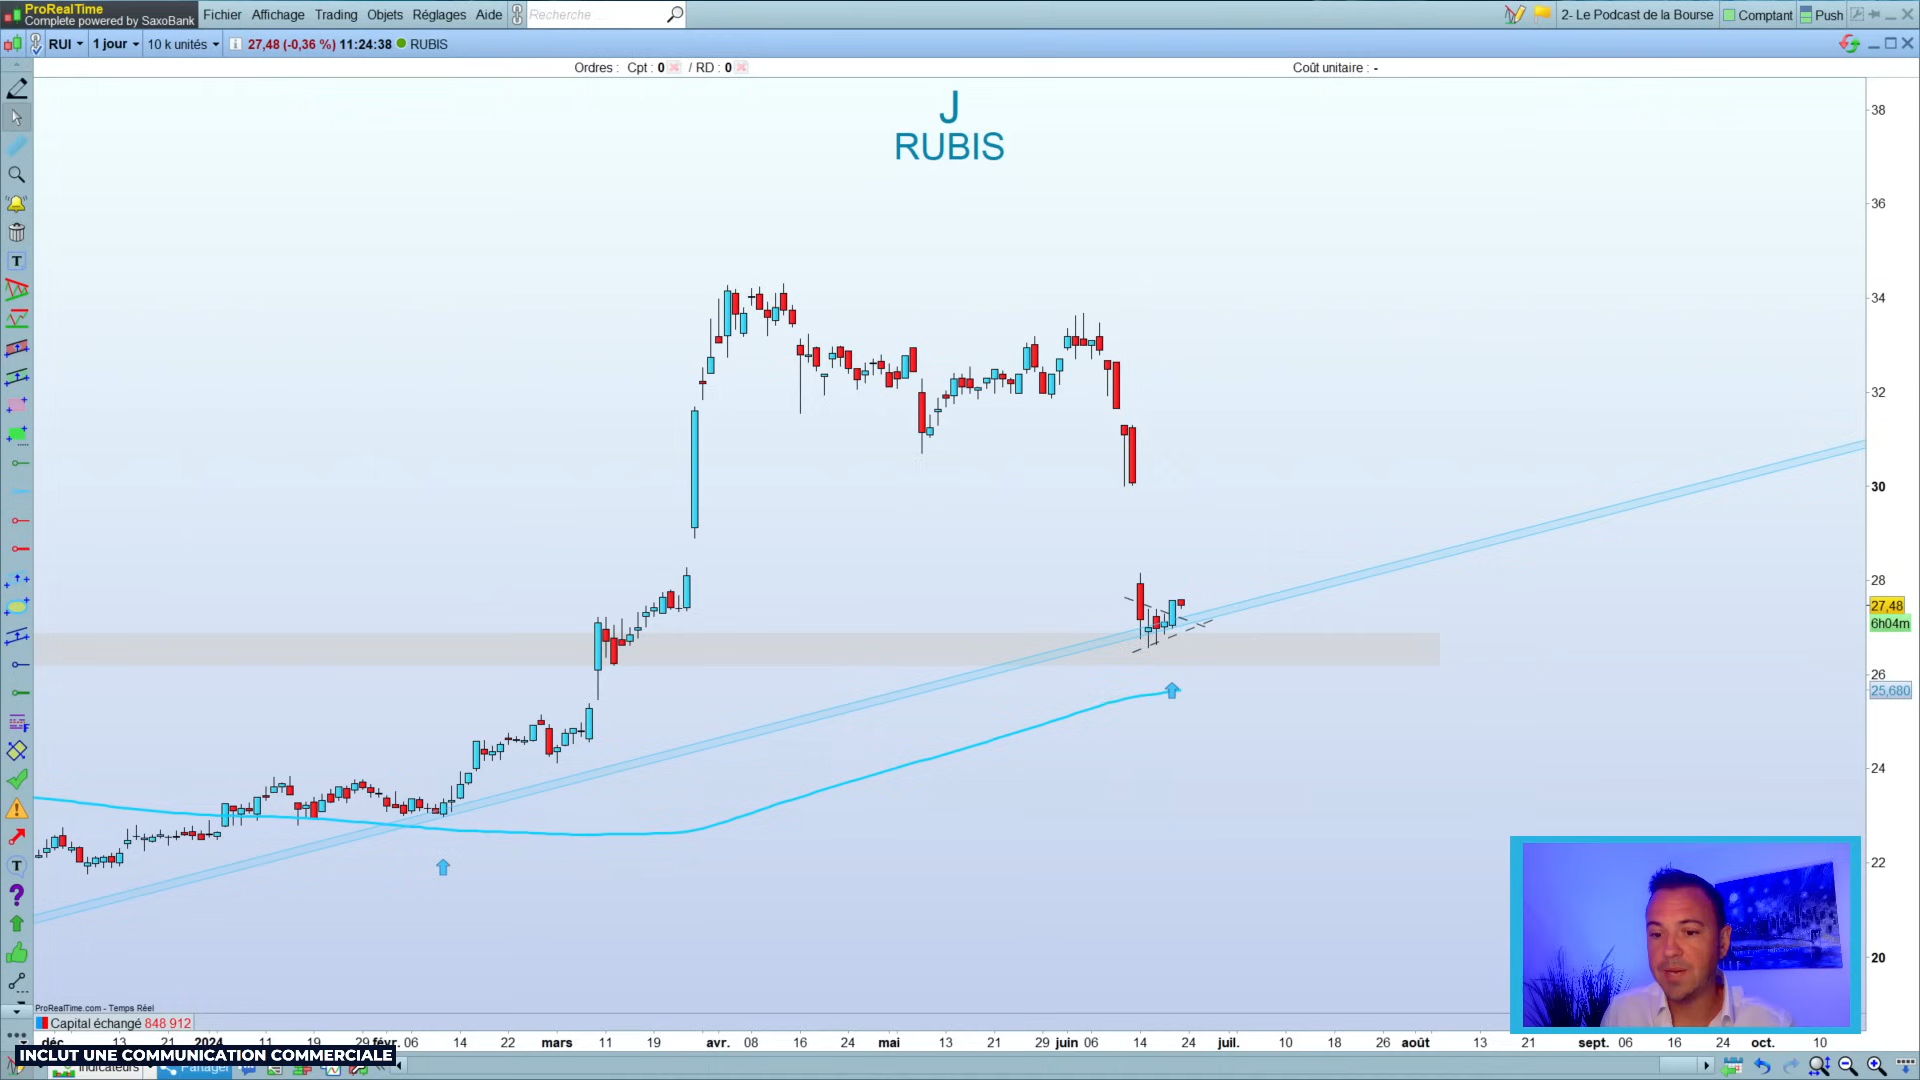 ProRealTime
Complete powered by SaxoBank
Fichier Affichage Trading Objets Réglages Aide Recherche ... 2- Le Podcast de la Bourse Comptant Push
RUI 1 jour 10 k unités 27,48 (-0,36 %) 11:24:38 RUBIS
Ordres : Cpt : 0 / RD : 0 Coût unitaire : -
J
RUBIS
38
36
34
32
30
28
27,48
6h04m
26
25,680
24
22
20
ProRealTime.com - Temps Réel
Capital échangé 848 912
déc. 13 21 2024 11 19 29 févr. 06 14 22 mars 11 19 avr. 08 16 24 mai 13 21 29 juin 06 14 24 juil. 10 18 26 août 13 21 sept. 06 16 24 oct. 10
INCLUT UNE COMMUNICATION COMMERCIALE
Indicateurs Partager